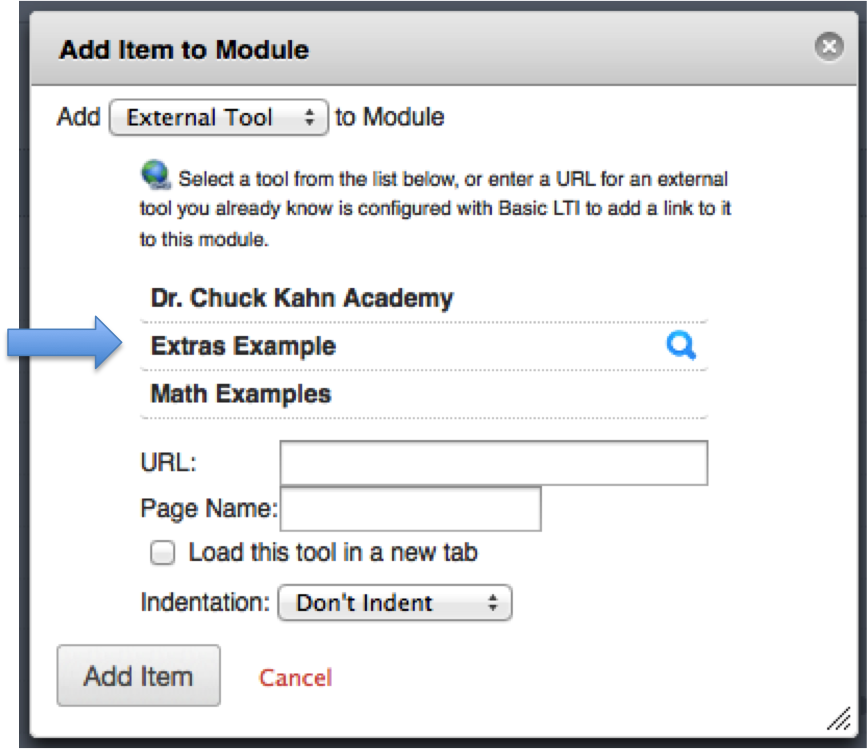 Add Item to Module
Add External Tool to Module
Select a tool from the list below, or enter a URL for an external
tool you already know is configured with Basic LTI to add a link to it
to this module.
Dr. Chuck Kahn Academy
Extras Example
Math Examples
URL:
Page Name:
Load this tool in a new tab
Indentation: Don't Indent
Add Item Cancel